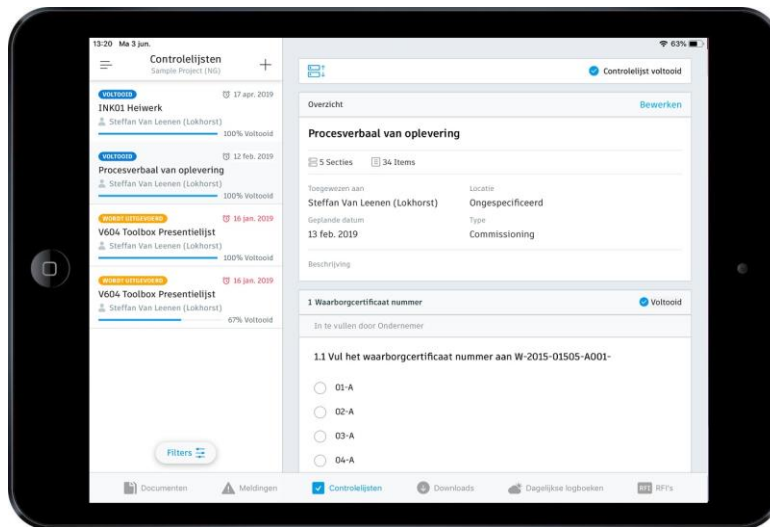 13:20 Ma 3 jun.
63%
Controlelijsten
Sample Project (NG)
VOLTOOID
17 apr. 2019
INK01 Heiwerk
Steffan Van Leenen (Lokhorst)
100% Voltooid
VOLTOOID
12 feb. 2019
Procesverbaal van oplevering
Steffan Van Leenen (Lokhorst)
100% Voltooid
WORDT UITGEVOERD
16 jan. 2019
V604 Toolbox Presentielijst
Steffan Van Leenen (Lokhorst)
100% Voltooid
WORDT UITGEVOERD
16 jan. 2019
V604 Toolbox Presentielijst
Steffan Van Leenen (Lokhorst)
67% Voltooid
Filters
Controlelijst voltooid
Overzicht
Bewerken
Procesverbaal van oplevering
5 Secties 34 Items
Toegewezen aan Locatie
Steffan Van Leenen (Lokhorst) Ongespecificeerd
Geplande datum Type
13 feb. 2019 Commissioning
Beschrijving
1 Waarborgcertificaat nummer
Voltooid
In te vullen door Ondernemer
1.1 Vul het waarborgcertificaat nummer aan W-2015-01505-A001-
01-A
02-A
03-A
04-A
Documenten Meldingen Controlelijsten Downloads Dagelijkse logboeken RFI RFI's